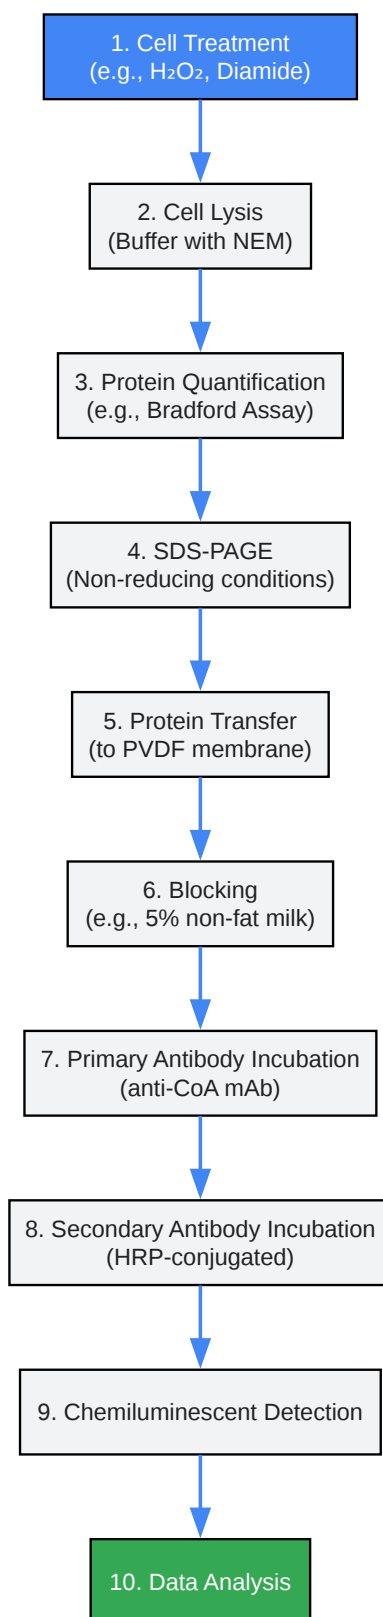 1. Cell Treatment
(e.g., H₂O₂, Diamide)
2. Cell Lysis
(Buffer with NEM)
3. Protein Quantification
(e.g., Bradford Assay)
4. SDS-PAGE
(Non-reducing conditions)
5. Protein Transfer
(to PVDF membrane)
6. Blocking
(e.g., 5% non-fat milk)
7. Primary Antibody Incubation
(anti-CoA mAb)
8. Secondary Antibody Incubation
(HRP-conjugated)
9. Chemiluminescent Detection
10. Data Analysis